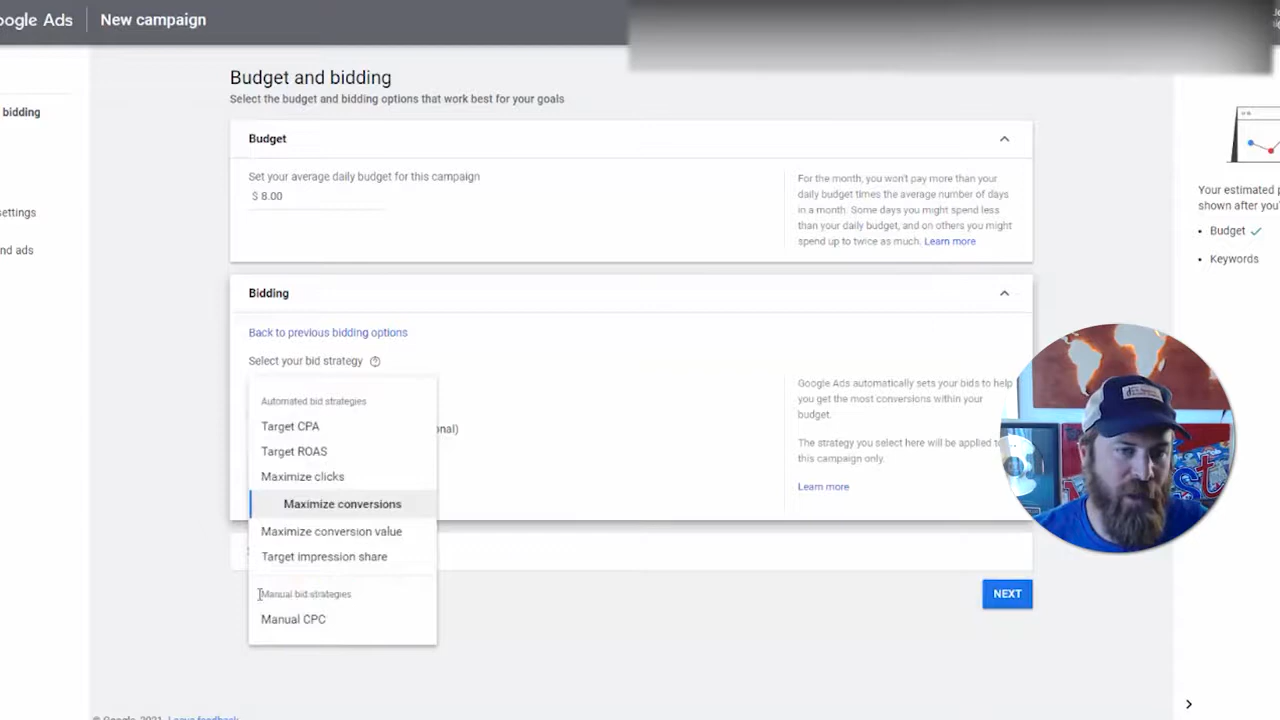 oogle Ads
New campaign
bidding
settings
nd ads
Budget and bidding
Select the budget and bidding options that work best for your goals
Budget
Set your average daily budget for this campaign
$ 8.00
For the month, you won't pay more than your
daily budget times the average number of days
in a month. Some days you might spend less
than your daily budget, and on others you might
spend up to twice as much. Learn more
Bidding
Back to previous bidding options
Select your bid strategy
Automated bid strategies
Target CPA
Target ROAS
Maximize clicks
Maximize conversions
Maximize conversion value
Target impression share
Manual bid strategies
Manual CPC
onal)
Google Ads automatically sets your bids to help
you get the most conversions within your
budget.
The strategy you select here will be applied to
this campaign only.
Learn more
NEXT
Your estimated p
shown after you'
• Budget
• Keywords
© Google, 2021. Leave feedback